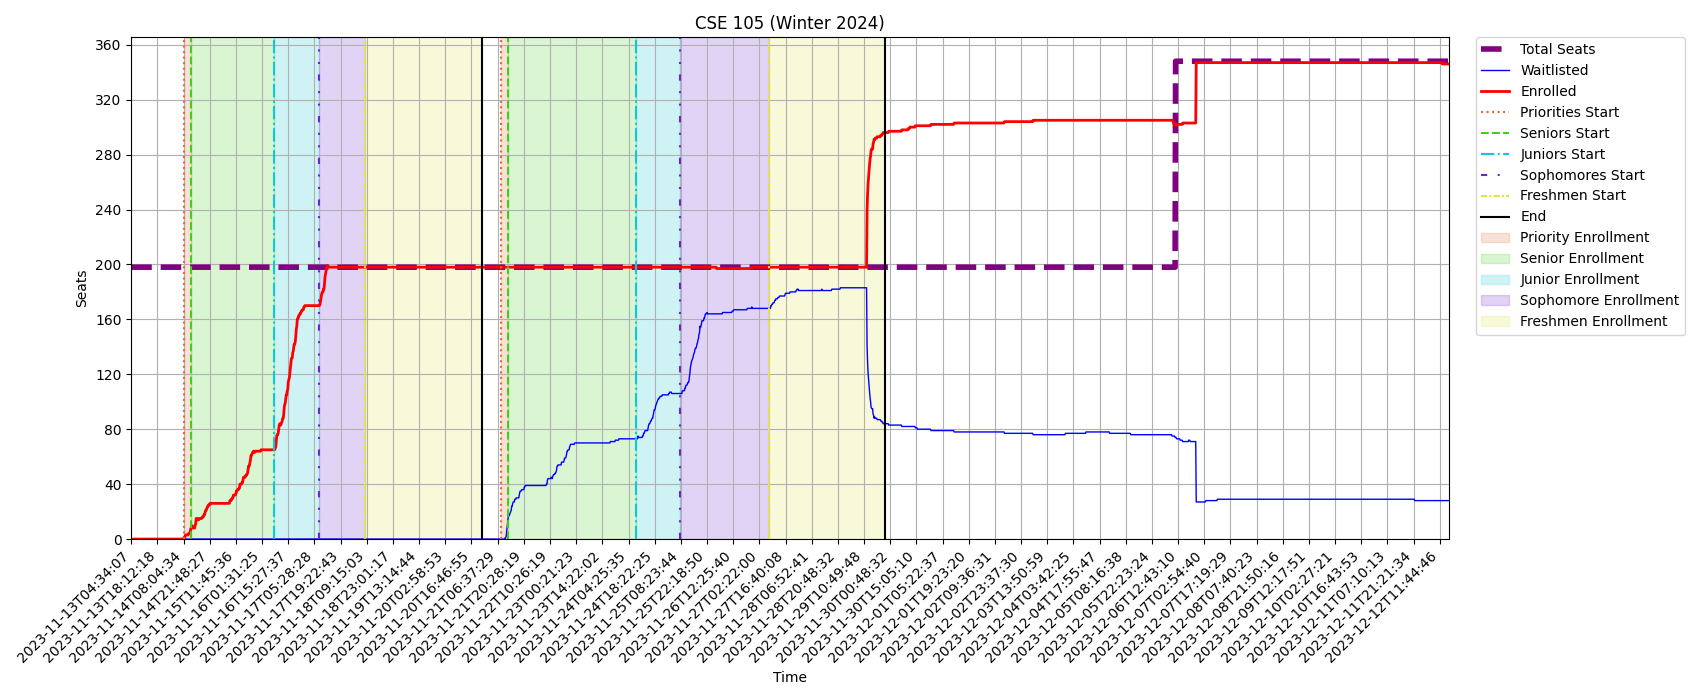 CSE 105 (Winter 2024)
Seats
360
320
280
240
200
160
120
80
40
0
2023-11-13T04:34:07
2023-11-13T18:12:18
2023-11-14T08:04:34
2023-11-14T21:48:27
2023-11-15T11:45:36
2023-11-16T01:31:25
2023-11-16T15:27:37
2023-11-17T05:28:28
2023-11-17T19:22:43
2023-11-18T09:15:03
2023-11-18T23:01:17
2023-11-19T13:14:44
2023-11-20T02:58:53
2023-11-20T16:46:55
2023-11-21T06:37:29
2023-11-21T20:28:19
2023-11-22T10:26:19
2023-11-23T00:21:23
2023-11-23T14:22:02
2023-11-24T04:25:35
2023-11-24T18:22:25
2023-11-25T08:23:44
2023-11-25T22:18:50
2023-11-26T12:25:40
2023-11-27T02:22:00
2023-11-27T16:40:08
2023-11-28T06:52:41
2023-11-28T20:48:32
2023-11-29T10:49:48
2023-11-30T00:48:32
2023-11-30T15:05:10
2023-12-01T05:22:37
2023-12-01T19:23:20
2023-12-02T09:36:31
2023-12-02T23:37:30
2023-12-03T13:50:59
2023-12-04T03:42:25
2023-12-04T17:55:47
2023-12-05T08:16:38
2023-12-05T22:23:24
2023-12-06T12:43:10
2023-12-07T02:54:40
2023-12-07T17:19:29
2023-12-08T07:40:23
2023-12-08T21:50:16
2023-12-09T12:17:51
2023-12-10T02:27:21
2023-12-10T16:43:53
2023-12-11T07:10:13
2023-12-11T21:21:34
2023-12-12T11:44:46
Time
Total Seats
Waitlisted
Enrolled
Priorities Start
Seniors Start
Juniors Start
Sophomores Start
Freshmen Start
End
Priority Enrollment
Senior Enrollment
Junior Enrollment
Sophomore Enrollment
Freshmen Enrollment